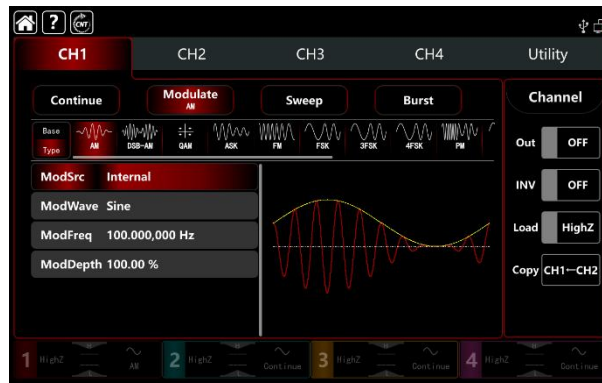 ? CNT
CH1 CH2 CH3 CH4 Utility
Continue Modulate AM Sweep Burst Channel
Base Type AM DSB-AM QAM ASK FM FSK 3FSK 4FSK PM
Out OFF
ModSrc Internal
INV OFF
ModWave Sine
ModFreq 100.000,000 Hz
Load HighZ
ModDepth 100.00 %
Copy CH1←CH2
1 HighZ AM 2 HighZ Continue 3 HighZ Continue 4 HighZ Continue